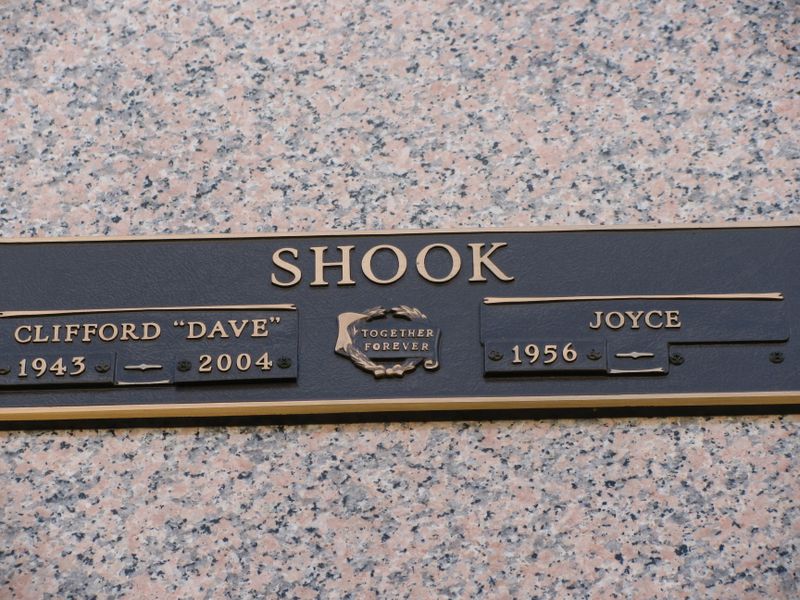 SHOOK
CLIFFORD “DAVE”
1943 2004
TOGETHER
FOREVER
JOYCE
1956